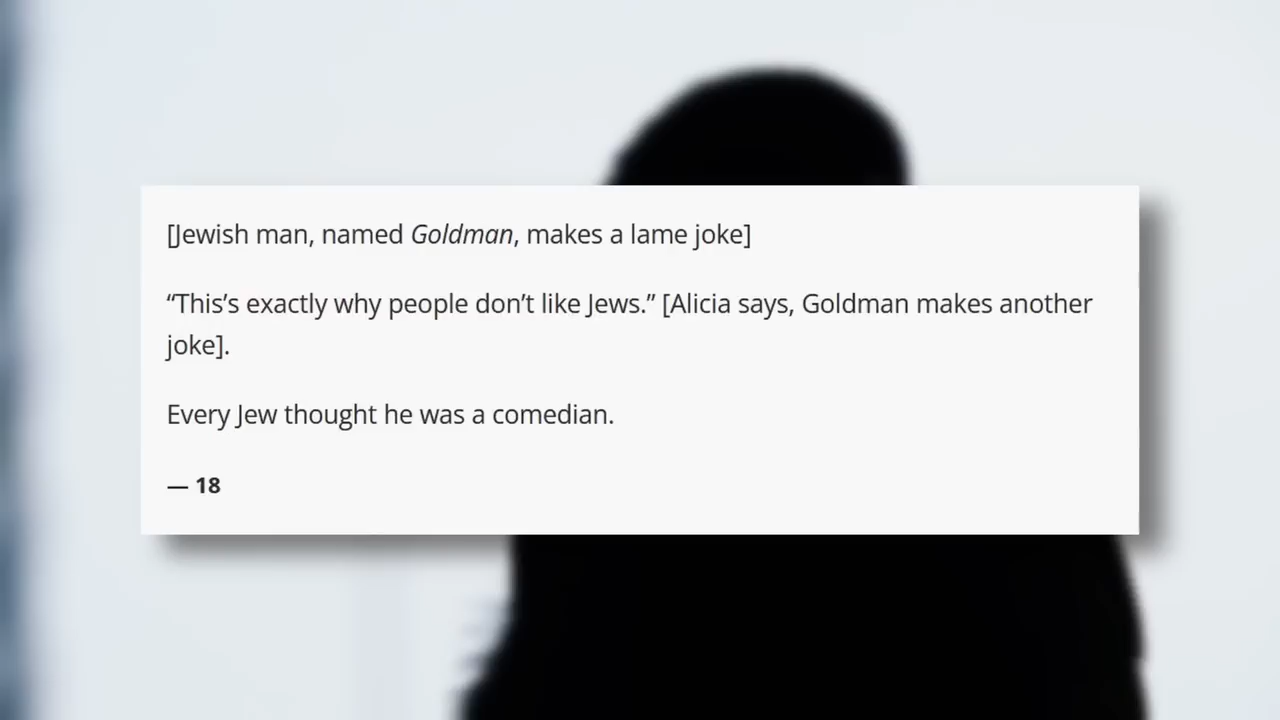 [Jewish man, named Goldman, makes a lame joke]
“This’s exactly why people don’t like Jews.” [Alicia says, Goldman makes another
joke].
Every Jew thought he was a comedian.
— 18